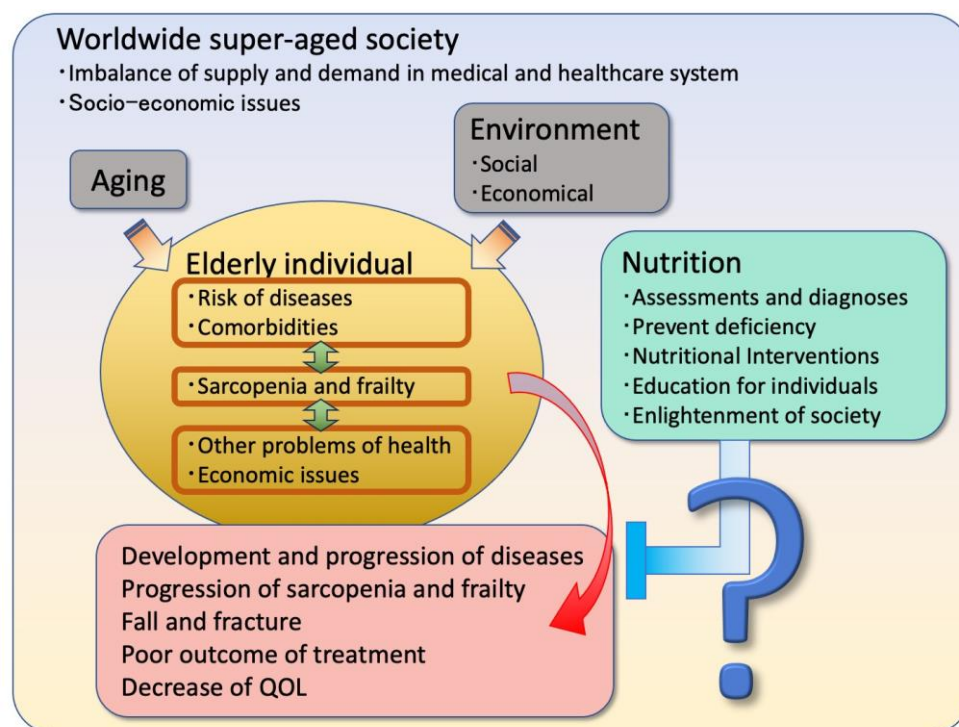 Worldwide super-aged society
・Imbalance of supply and demand in medical and healthcare system
・Socio-economic issues
Aging
Environment
・Social
・Economical
Elderly individual
・Risk of diseases
・Comorbidities
・Sarcopenia and frailty
・Other problems of health
・Economic issues
Nutrition
・Assessments and diagnoses
・Prevent deficiency
・Nutritional Interventions
・Education for individuals
・Enlightenment of society
Development and progression of diseases
Progression of sarcopenia and frailty
Fall and fracture
Poor outcome of treatment
Decrease of QOL
?